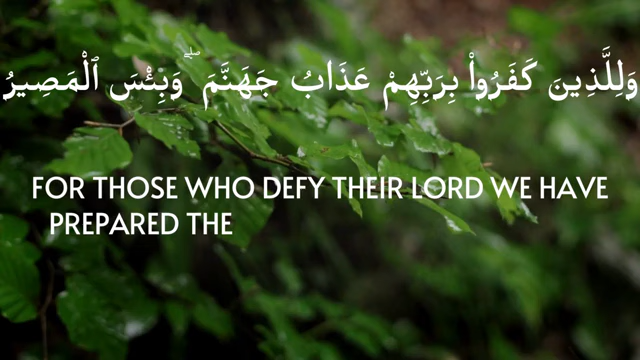 وَلِلَّذِينَ كَفَرُوا۟ بِرَبِّهِمْ عَذَابُ جَهَنَّمَ ۖ وَبِئْسَ ٱلْمَصِيرُ
FOR THOSE WHO DEFY THEIR LORD WE HAVE
PREPARED THE